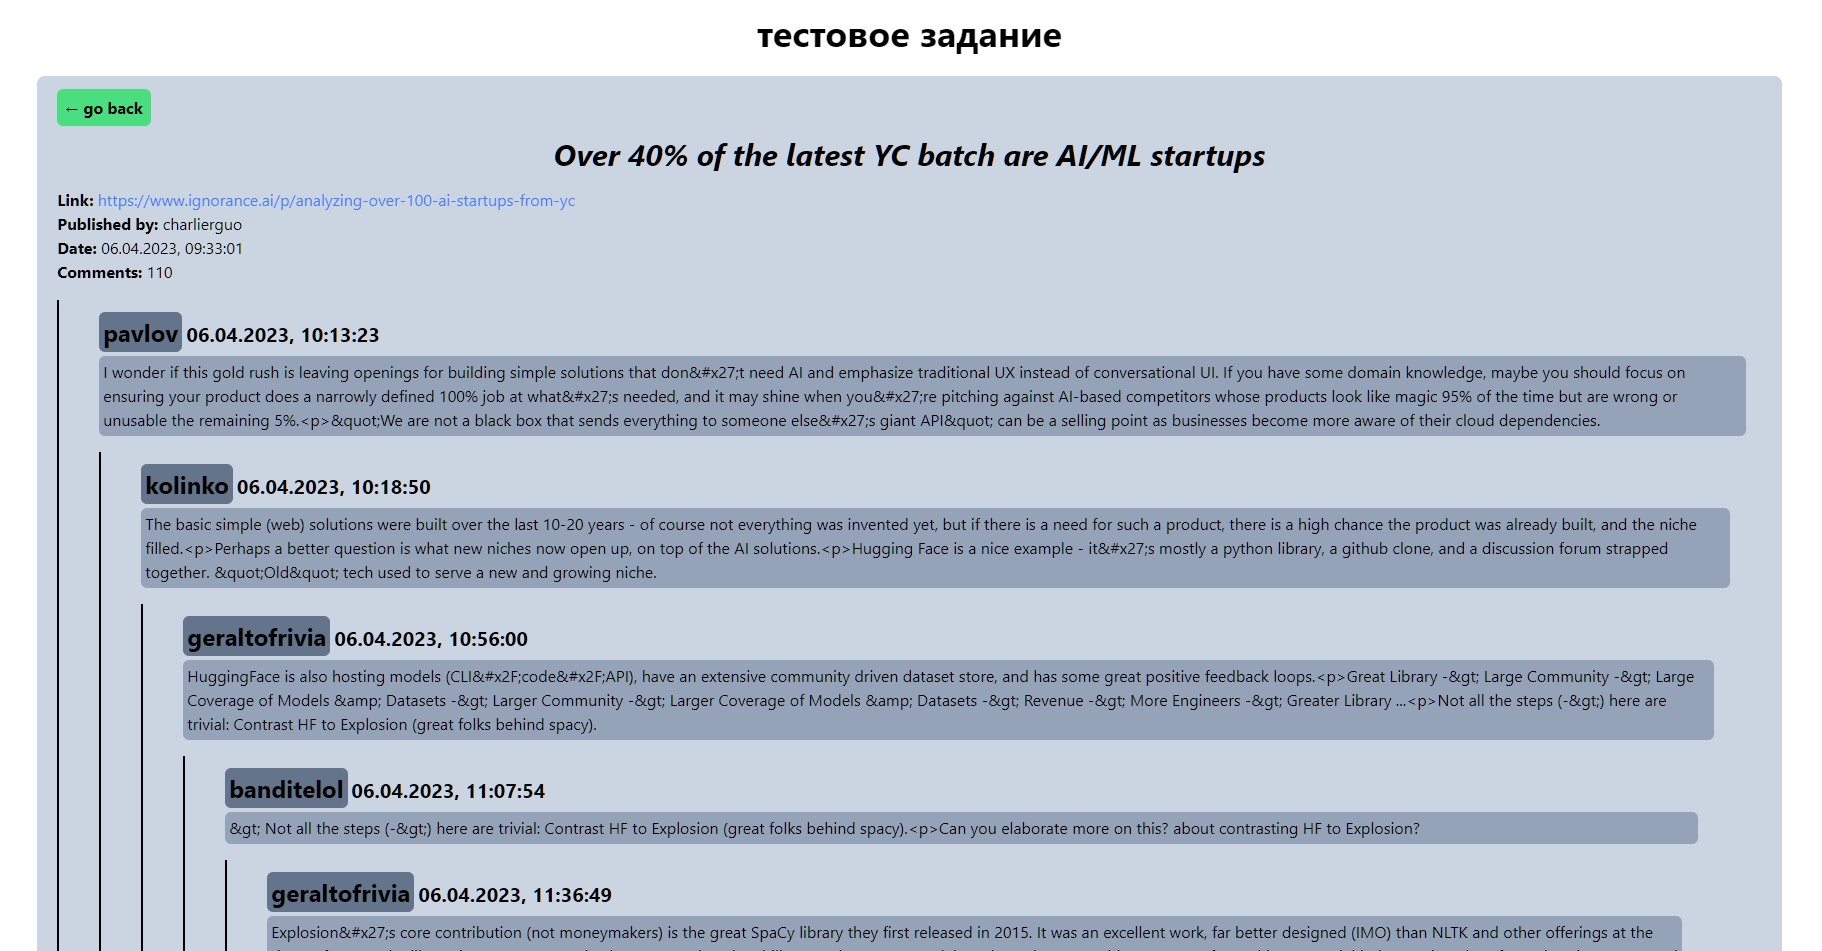 тестовое задание
← go back
Over 40% of the latest YC batch are AI/ML startups
Link: https://www.ignorance.ai/p/analyzing-over-100-ai-startups-from-yc
Published by: charlierguo
Date: 06.04.2023, 09:33:01
Comments: 110
pavlov 06.04.2023, 10:13:23
I wonder if this gold rush is leaving openings for building simple solutions that don&#x27;t need AI and emphasize traditional UX instead of conversational UI. If you have some domain knowledge, maybe you should focus on
ensuring your product does a narrowly defined 100% job at what&#x27;s needed, and it may shine when you&#x27;re pitching against AI-based competitors whose products look like magic 95% of the time but are wrong or
unusable the remaining 5%.<p>&quot;We are not a black box that sends everything to someone else&#x27;s giant API&quot; can be a selling point as businesses become more aware of their cloud dependencies.
kolinko 06.04.2023, 10:18:50
The basic simple (web) solutions were built over the last 10-20 years - of course not everything was invented yet, but if there is a need for such a product, there is a high chance the product was already built, and the niche
filled.<p>Perhaps a better question is what new niches now open up, on top of the AI solutions.<p>Hugging Face is a nice example - it&#x27;s mostly a python library, a github clone, and a discussion forum strapped
together. &quot;Old&quot; tech used to serve a new and growing niche.
geraltofrivia 06.04.2023, 10:56:00
HuggingFace is also hosting models (CLI&#x2F;code&#x2F;API), have an extensive community driven dataset store, and has some great positive feedback loops.<p>Great Library -&gt; Large Community -&gt; Large
Coverage of Models &amp; Datasets -&gt; Larger Community -&gt; Larger Coverage of Models &amp; Datasets -&gt; Revenue -&gt; More Engineers -&gt; Greater Library ...<p>Not all the steps (-&gt;) here are
trivial: Contrast HF to Explosion (great folks behind spacy).
banditelol 06.04.2023, 11:07:54
&gt; Not all the steps (-&gt;) here are trivial: Contrast HF to Explosion (great folks behind spacy).<p>Can you elaborate more on this? about contrasting HF to Explosion?
geraltofrivia 06.04.2023, 11:36:49
Explosion&#x27;s core contribution (not moneymakers) is the great SpaCy library they first released in 2015. It was an excellent work, far better designed (IMO) than NLTK and other offerings at the